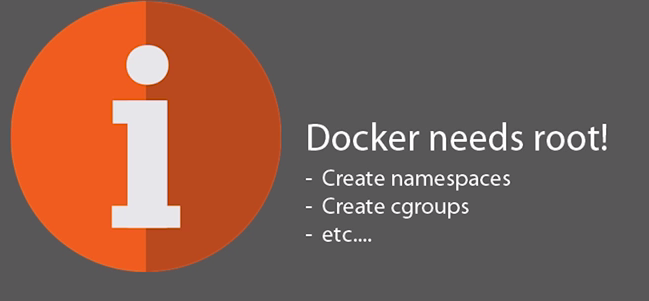 Docker needs root!
- Create namespaces
- Create cgroups
- etc....